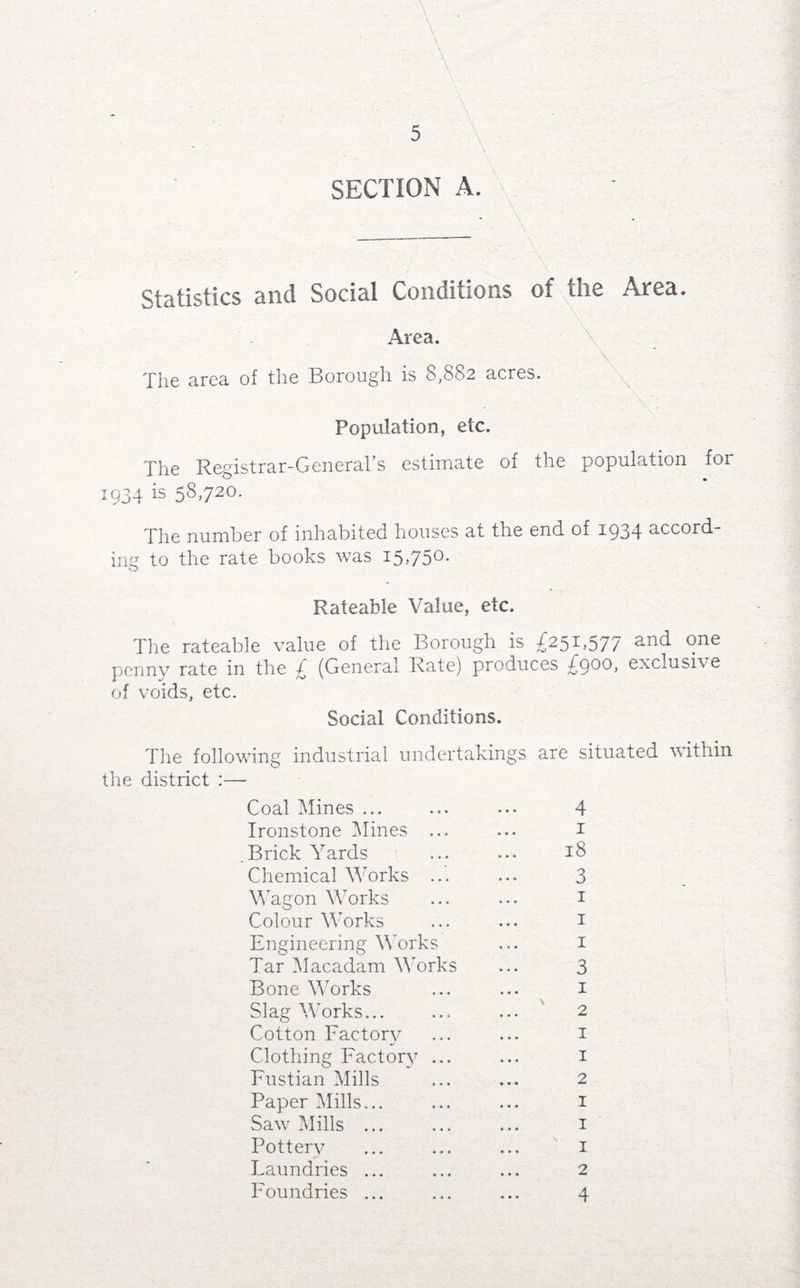 5
SECTION A.
Statistics and Social Conditions of the Area.
Area.
The area of the Borough is 8,882 acres.
Population, etc.
The Registrar-General's estimate of the population for
1934 is 58,720.
The number of inhabited houses at the end of 1934 accord-
ing to the rate books was 15,750.
Rateable Value, etc.
The rateable value of the Borough is £251,577 and one
penny rate in the £ (General Rate) produces £900, exclusive
of voids, etc.
Social Conditions.
The following industrial undertakings are situated within
the district :—
Coal Mines ... ... ... 4
Ironstone Mines ... ... 1
Brick Yards ... ... 18
Chemical Works ... ... 3
Wagon Works ... ... 1
Colour Works ... ... 1
Engineering Works ... 1
Tar Macadam Works ... 3
Bone Works ... ... 1
Slag Works... ... ... 2
Cotton Factory ... ... 1
Clothing Factory ... ... 1
Fustian Mills ... ... 2
Paper Mills... ... ... 1
Saw Mills ... ... ... 1
Pottery ... ... ... 1
Laundries ... ... ... 2
Foundries ... ... ... 4